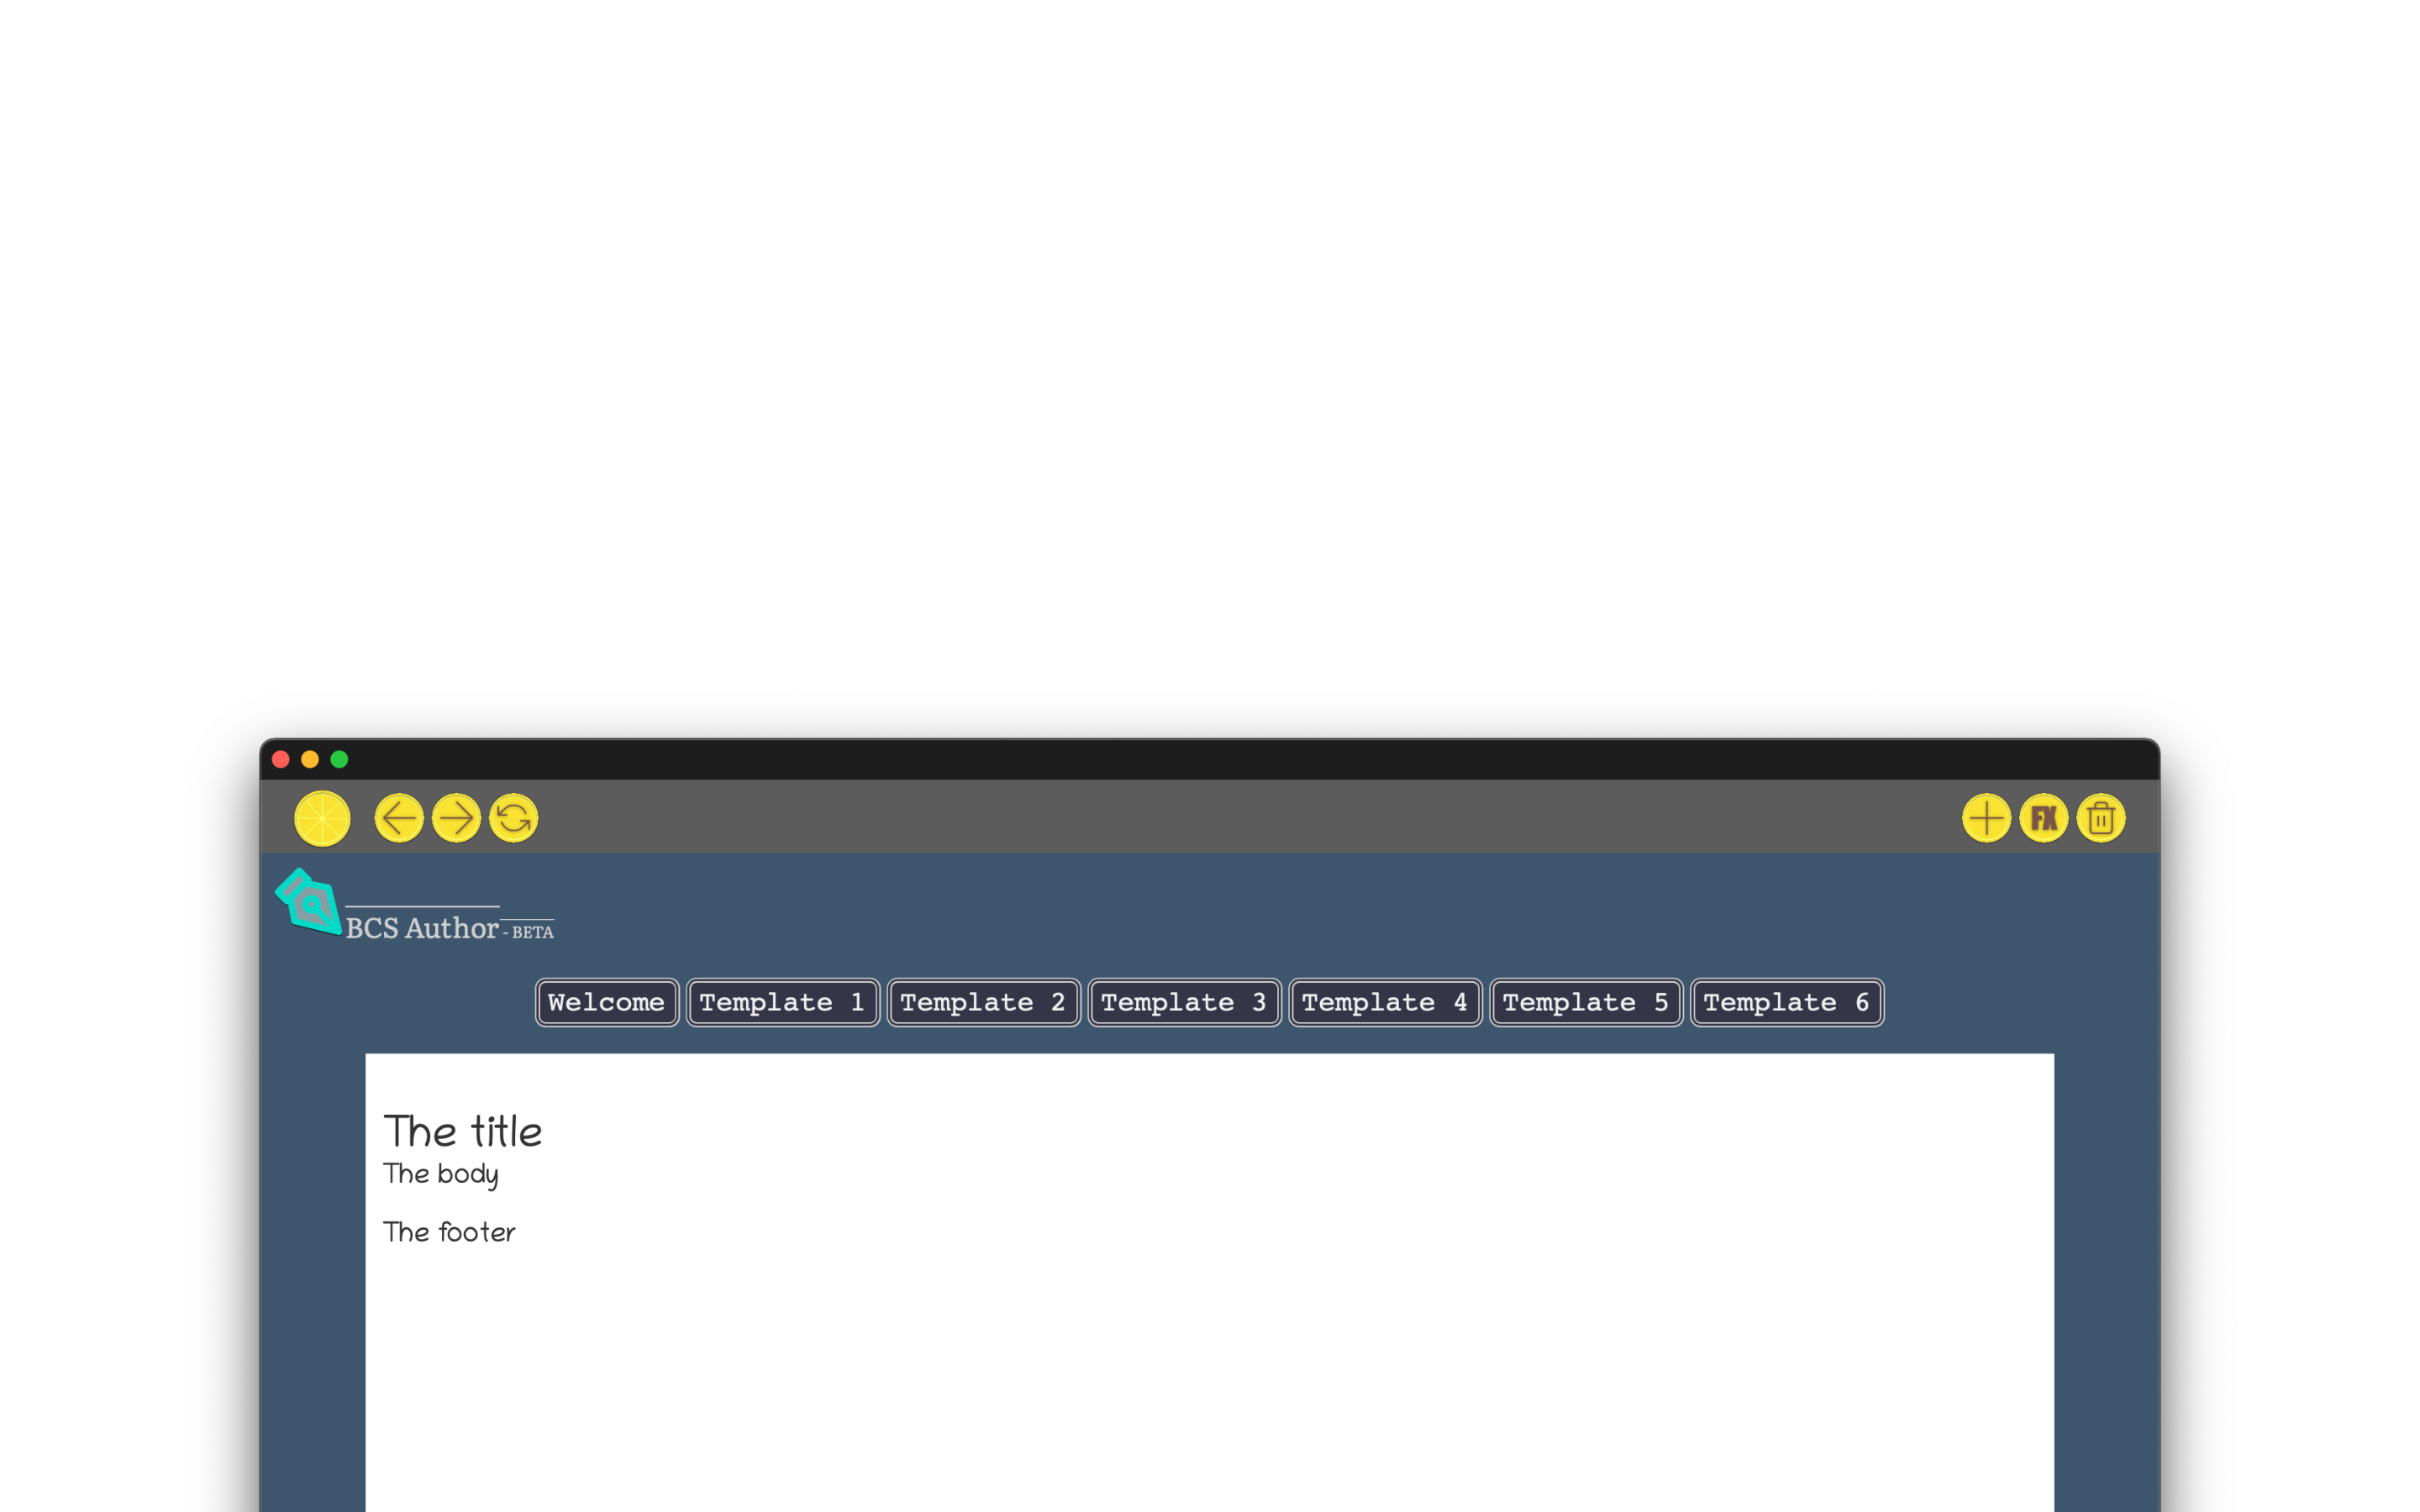 FX
BCS Author - BETA
Welcome Template 1 Template 2 Template 3 Template 4 Template 5 Template 6
The title
The body
The footer